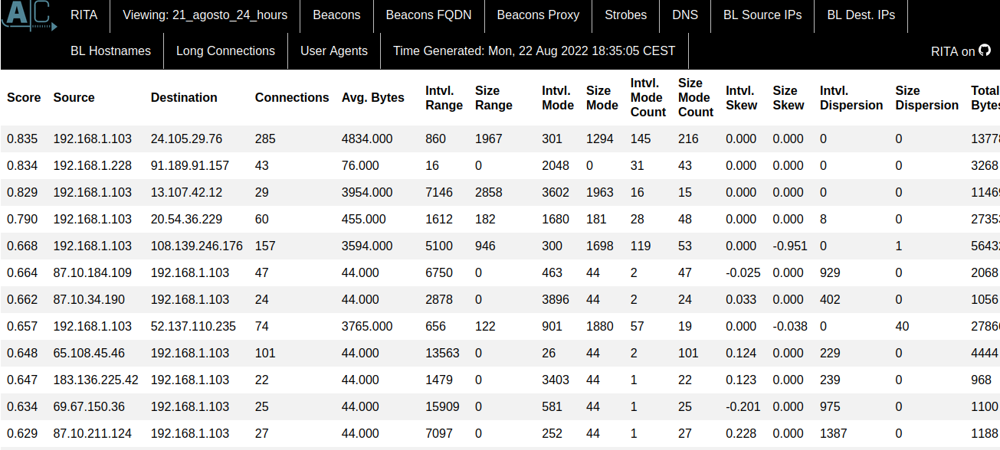 AC RITA Viewing: 21_agosto_24_hours Beacons Beacons FQDN Beacons Proxy Strobes DNS BL Source IPs BL Dest. IPs
BL Hostnames Long Connections User Agents Time Generated: Mon, 22 Aug 2022 18:35:05 CEST RITA on
Score Source Destination Connections Avg. Bytes Intvl. Range Size Range Intvl. Mode Size Mode Intvl. Mode Count Size Mode Count Intvl. Skew Size Skew Intvl. Dispersion Size Dispersion Total Bytes
0.835 192.168.1.103 24.105.29.76 285 4834.000 860 1967 301 1294 145 216 0.000 0.000 0 0 1377
0.834 192.168.1.228 91.189.91.157 43 76.000 16 0 2048 0 31 43 0.000 0.000 0 0 3268
0.829 192.168.1.103 13.107.42.12 29 3954.000 7146 2858 3602 1963 16 15 0.000 0.000 0 0 1146
0.790 192.168.1.103 20.54.36.229 60 455.000 1612 182 1680 181 28 48 0.000 0.000 8 0 2735
0.668 192.168.1.103 108.139.246.176 157 3594.000 5100 946 300 1698 119 53 0.000 -0.951 0 1 5643
0.664 87.10.184.109 192.168.1.103 47 44.000 6750 0 463 44 2 47 -0.025 0.000 929 0 2068
0.662 87.10.34.190 192.168.1.103 24 44.000 2878 0 3896 44 2 24 0.033 0.000 402 0 1056
0.657 192.168.1.103 52.137.110.235 74 3765.000 656 122 901 1880 57 19 0.000 -0.038 0 40 2786
0.648 65.108.45.46 192.168.1.103 101 44.000 13563 0 26 44 2 101 0.124 0.000 229 0 4444
0.647 183.136.225.42 192.168.1.103 22 44.000 1479 0 3403 44 1 22 0.123 0.000 239 0 968
0.634 69.67.150.36 192.168.1.103 25 44.000 15909 0 581 44 1 25 -0.201 0.000 975 0 1100
0.629 87.10.211.124 192.168.1.103 27 44.000 7097 0 252 44 1 27 0.228 0.000 1387 0 1188